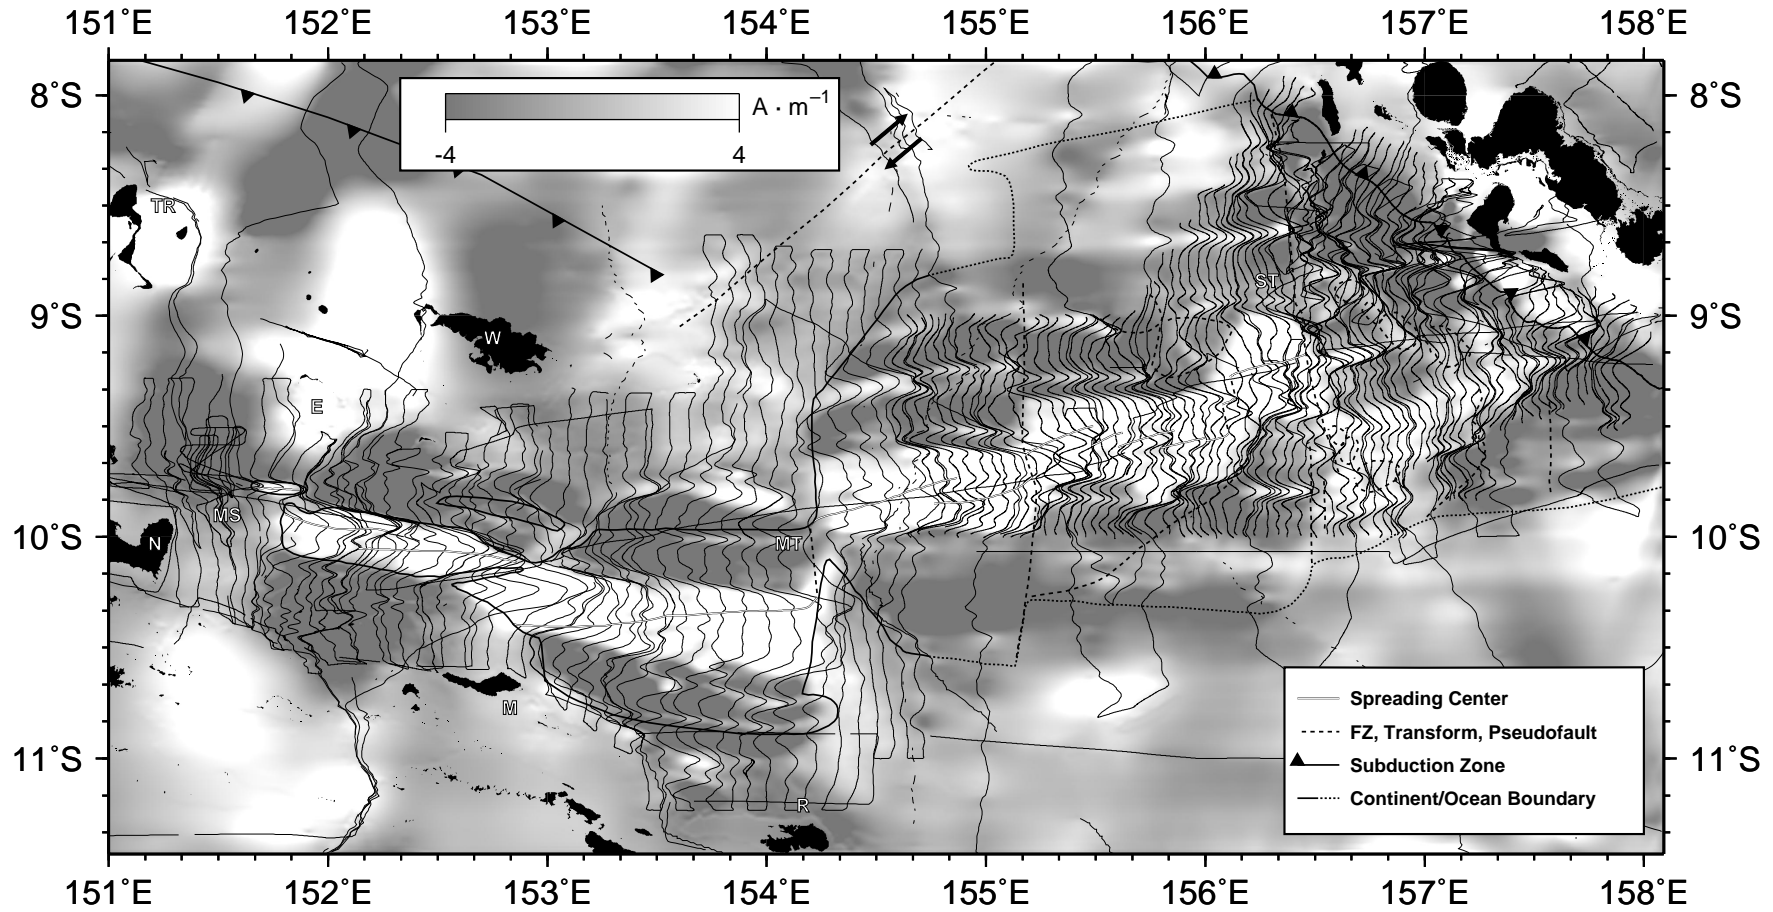 151°E 152°E 153°E 154°E 155°E 156°E 157°E 158°E
8°S 8°S
A · m⁻¹
-4 4
TR
ST
9°S 9°S
W
E
MS
10°S 10°S
N MT
M
Spreading Center
FZ, Transform, Pseudofault
11°S 11°S
Subduction Zone
Continent/Ocean Boundary
R
151°E 152°E 153°E 154°E 155°E 156°E 157°E 158°E